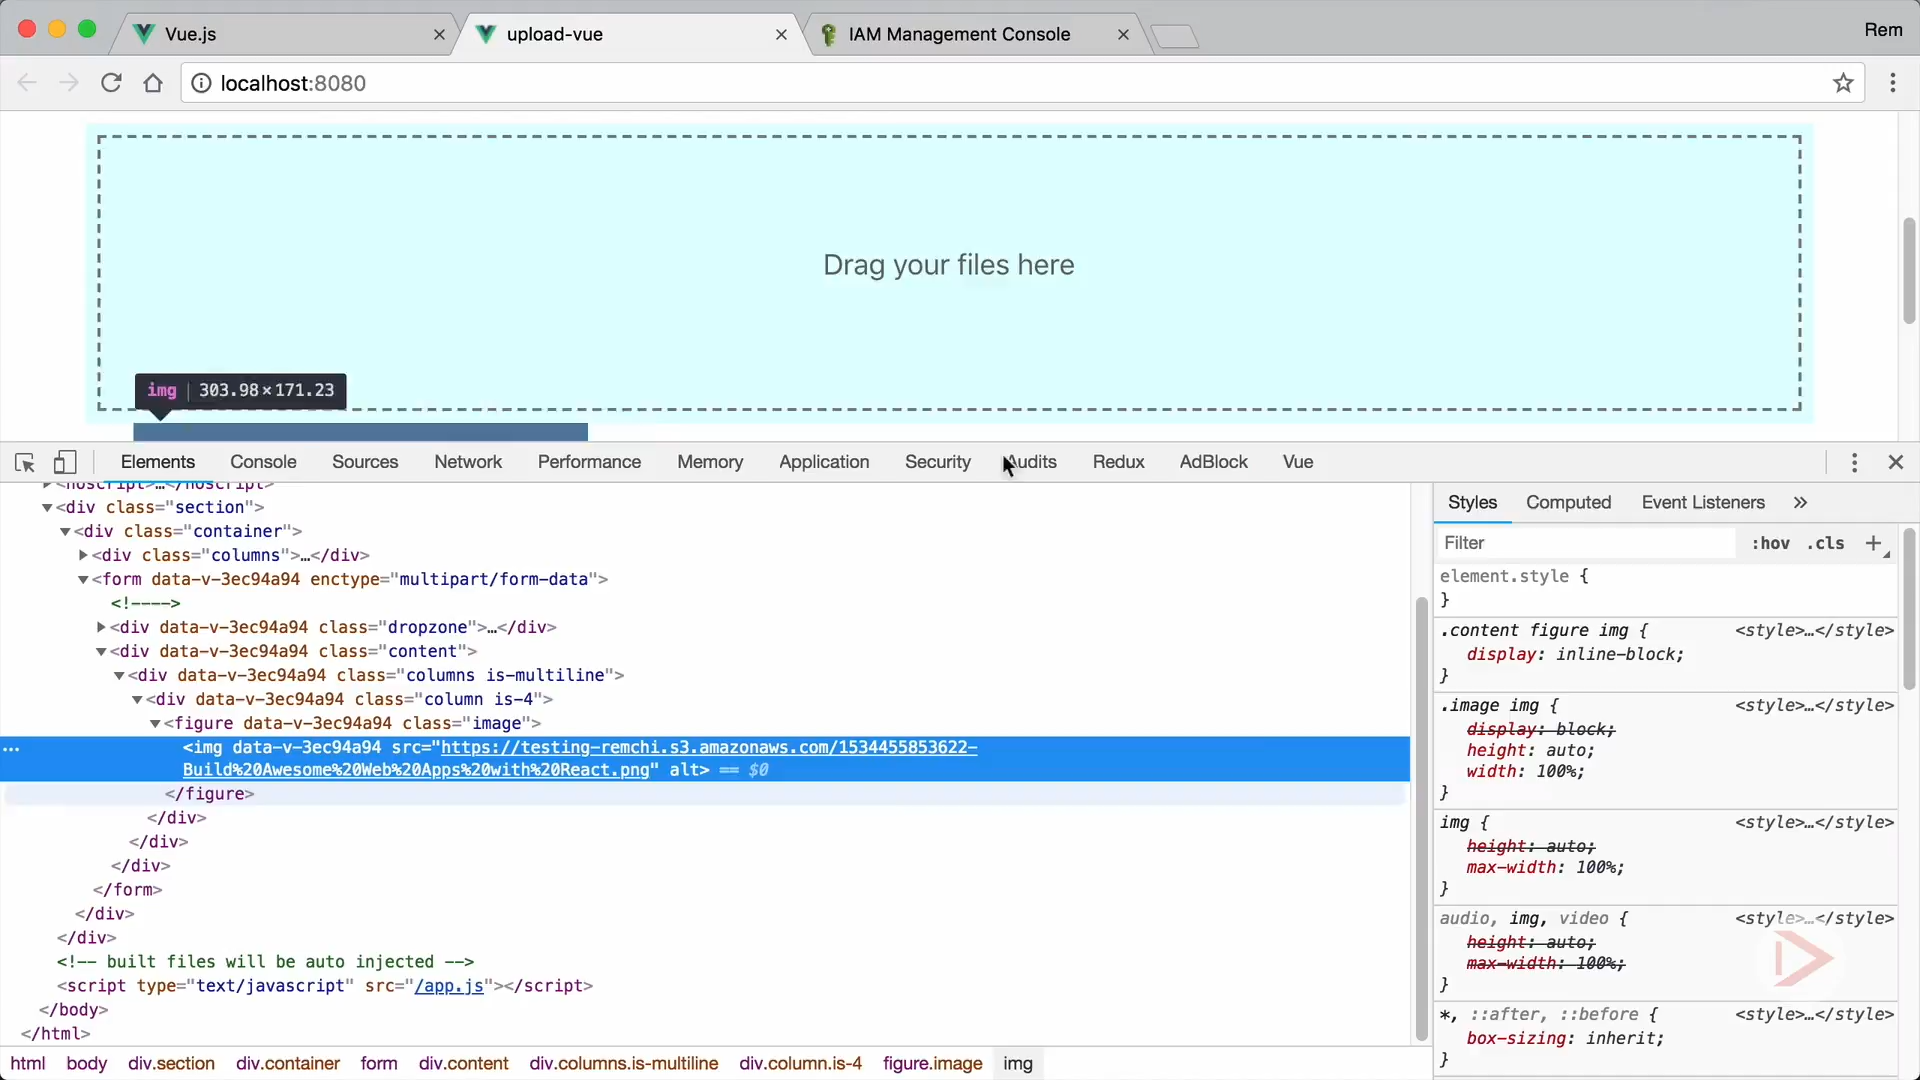 Vue.js
upload-vue
IAM Management Console
Rem
localhost:8080
Drag your files here
img 303.98×171.23
Elements Console Sources Network Performance Memory Application Security Audits Redux AdBlock Vue
<noscript>…</noscript>
<div class="section">
<div class="container">
<div class="columns">…</div>
<form data-v-3ec94a94 enctype="multipart/form-data">
<!---->
<div data-v-3ec94a94 class="dropzone">…</div>
<div data-v-3ec94a94 class="content">
<div data-v-3ec94a94 class="columns is-multiline">
<div data-v-3ec94a94 class="column is-4">
<figure data-v-3ec94a94 class="image">
… <img data-v-3ec94a94 src="https://testing-remchi.s3.amazonaws.com/1534455853622-
Build%20Awesome%20Web%20Apps%20with%20React.png" alt> == $0
</figure>
</div>
</div>
</div>
</form>
</div>
</div>
<!-- built files will be auto injected -->
<script type="text/javascript" src="/app.js"></script>
</body>
</html>
html body div.section div.container form div.content div.columns.is-multiline div.column.is-4 figure.image img
Styles Computed Event Listeners »
Filter :hov .cls +
element.style {
}
.content figure img { <style>…</style>
display: inline-block;
}
.image img { <style>…</style>
display: block;
height: auto;
width: 100%;
}
img { <style>…</style>
height: auto;
max-width: 100%;
}
audio, img, video { <style>…</style>
height: auto;
max-width: 100%;
}
*, ::after, ::before { <style>…</style>
box-sizing: inherit;
}